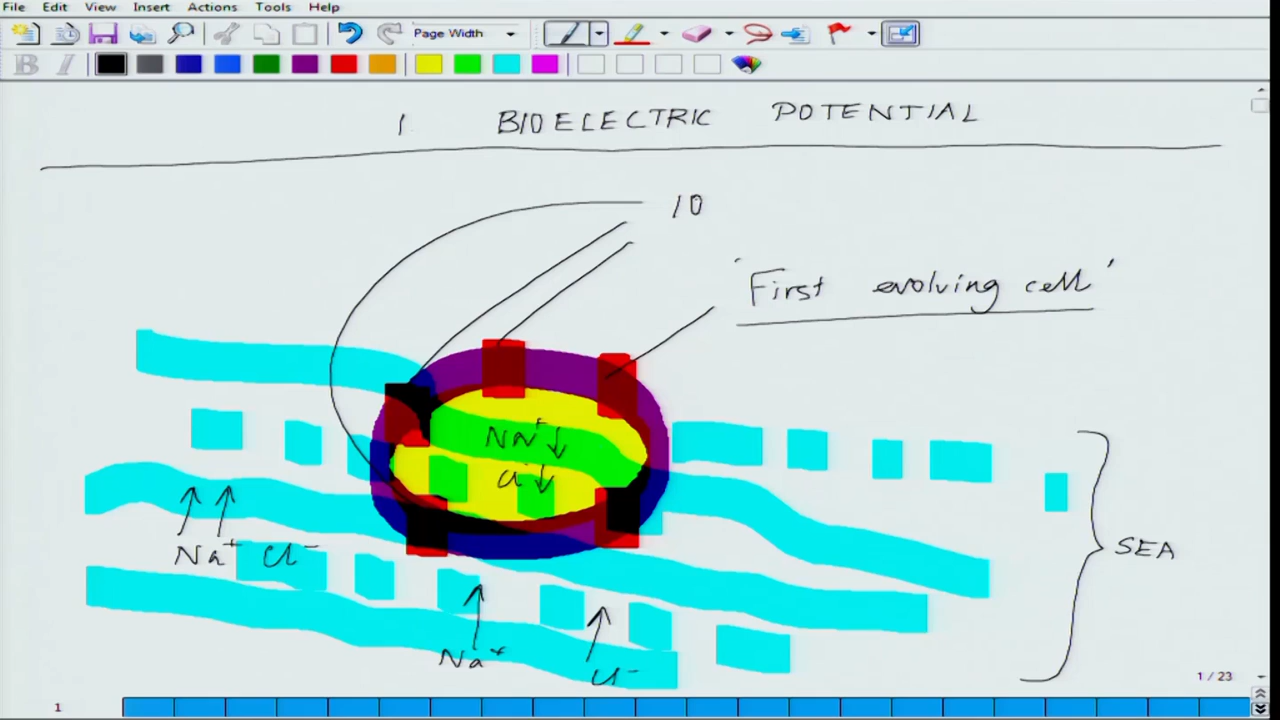 File Edit View Insert Actions Tools Help
Page Width
B I
1 BIOELECTRIC POTENTIAL
10
'First evolving cell'
Na+ ↓
Cl- ↓
Na+ Cl-
SEA
Na+
Cl-
1 / 23
1